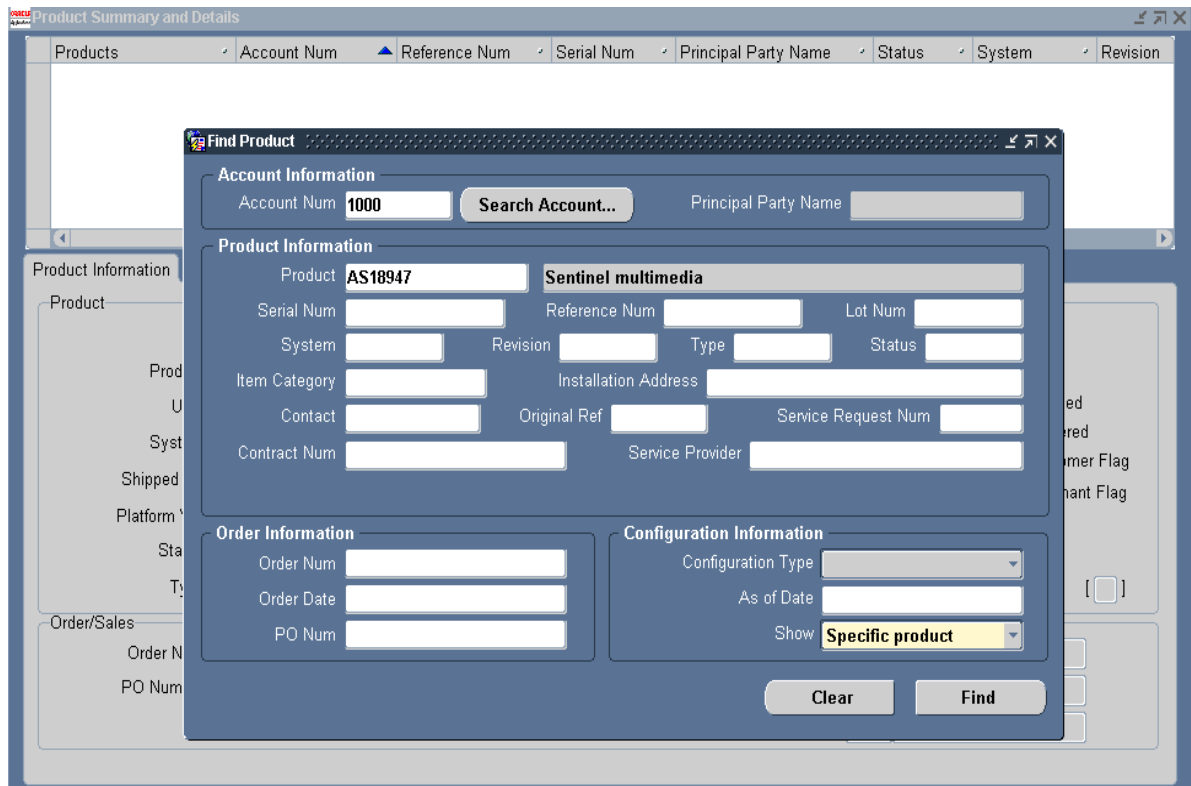 ORACLE
Product Summary and Details
Products Account Num Reference Num Serial Num Principal Party Name Status System Revision
Find Product
Account Information
Account Num 1000 Search Account... Principal Party Name
Product Information
Product Information
Product AS18947 Sentinel multimedia
Product
Serial Num Reference Num Lot Num
System Revision Type Status
Prod
Item Category Installation Address
U
Contact Original Ref Service Request Num
ed
Syst
ered
Contract Num Service Provider
omer Flag
Shipped
nant Flag
Platform
Order Information Configuration Information
Sta
Order Num Configuration Type
Ty
Order Date As of Date
[ ]
Order/Sales
PO Num Show Specific product
Order N
PO Num
Clear Find